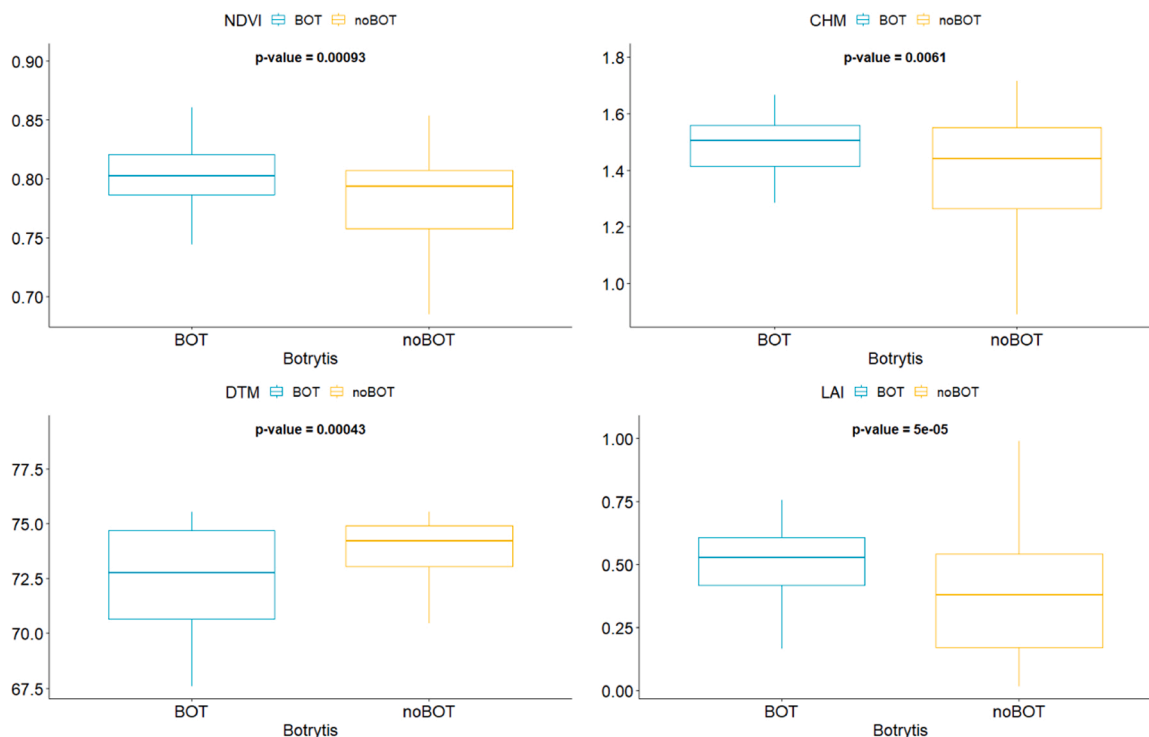 NDVI BOT noBOT
p-value = 0.00093
0.90
0.85
0.80
0.75
0.70
BOT noBOT
Botrytis
CHM BOT noBOT
p-value = 0.0061
1.8
1.6
1.4
1.2
1.0
BOT noBOT
Botrytis
DTM BOT noBOT
p-value = 0.00043
77.5
75.0
72.5
70.0
67.5
BOT noBOT
Botrytis
LAI BOT noBOT
p-value = 5e-05
1.00
0.75
0.50
0.25
0.00
BOT noBOT
Botrytis